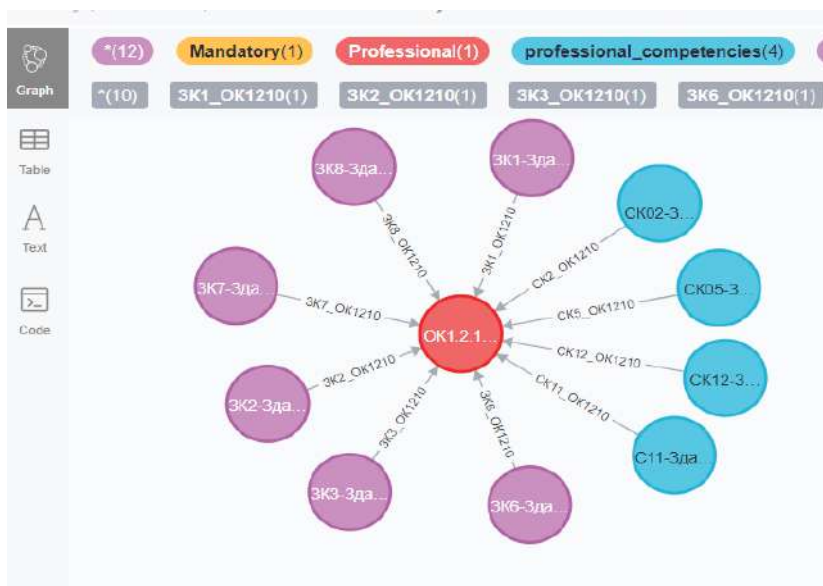 *(12) Mandatory(1) Professional(1) professional_competencies(4)
*(10) ЗК1_ОК1210(1) ЗК2_ОК1210(1) ЗК3_ОК1210(1) ЗК6_ОК1210(1)
Graph
Table
Text
Code
ЗК8-Зда...
ЗК1-Зда...
СК02-З...
ЗК8_ОК1210
ЗК1_ОК1210
СК2_ОК1210
ЗК7-Зда...
СК05-З...
ЗК7_ОК1210
СК5_ОК1210
ОК1.2.1...
СК12_ОК1210
СК12-З...
ЗК2_ОК1210
СК11_ОК1210
ЗК2-Зда...
ЗК3_ОК1210
ЗК6_ОК1210
С11-Зда...
ЗК3-Зда...
ЗК6-Зда...